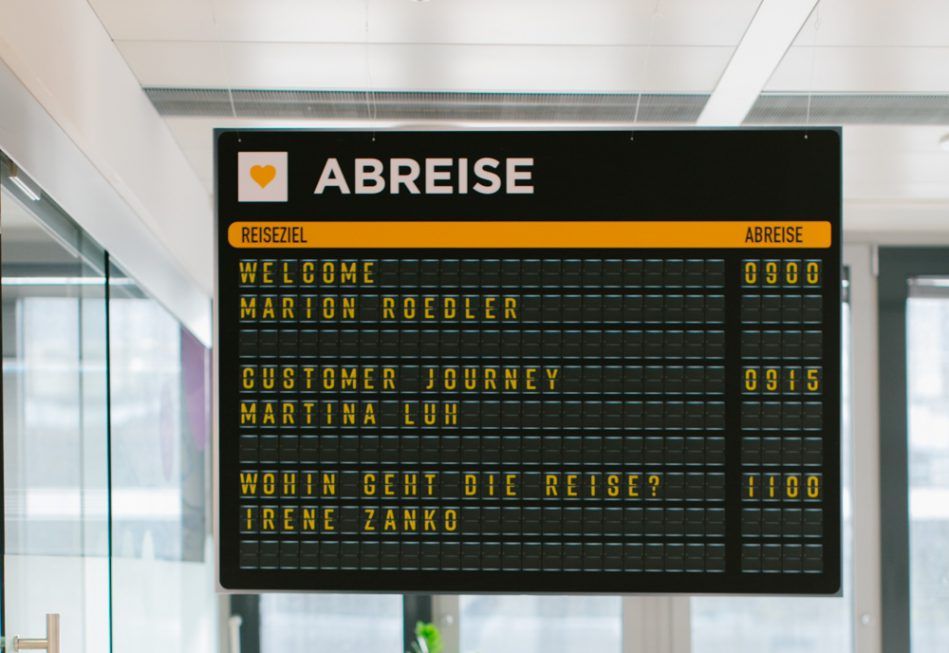 ABREISE
REISEZIEL ABREISE
WELCOME 0900
MARION ROEDLER
CUSTOMER JOURNEY 0915
MARTINA LUH
WOHIN GEHT DIE REISE? 1100
IRENE ZANKO